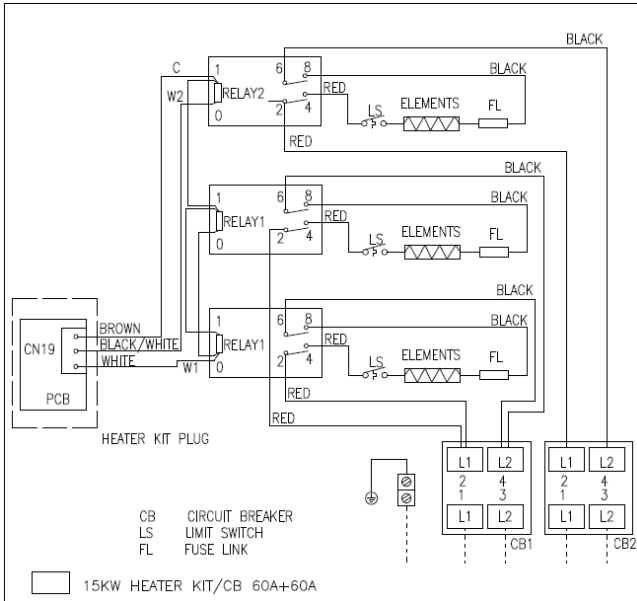 BLACK
C
1
6
8
BLACK
W2
RELAY2
RED
LS
ELEMENTS
FL
0
2
4
RED
BLACK
1
6
8
BLACK
RELAY1
RED
LS
ELEMENTS
FL
0
2
4
BLACK
1
6
8
BLACK
RELAY1
RED
LS
ELEMENTS
FL
0
2
4
CN19
BROWN
BLACK/WHITE
WHITE
W1
PCB
RED
RED
HEATER KIT PLUG
L1 L2 L1 L2
2 4 2 4
1 3 1 3
L1 L2 L1 L2
CB1 CB2
CB CIRCUIT BREAKER
LS LIMIT SWITCH
FL FUSE LINK
15KW HEATER KIT/CB 60A+60A